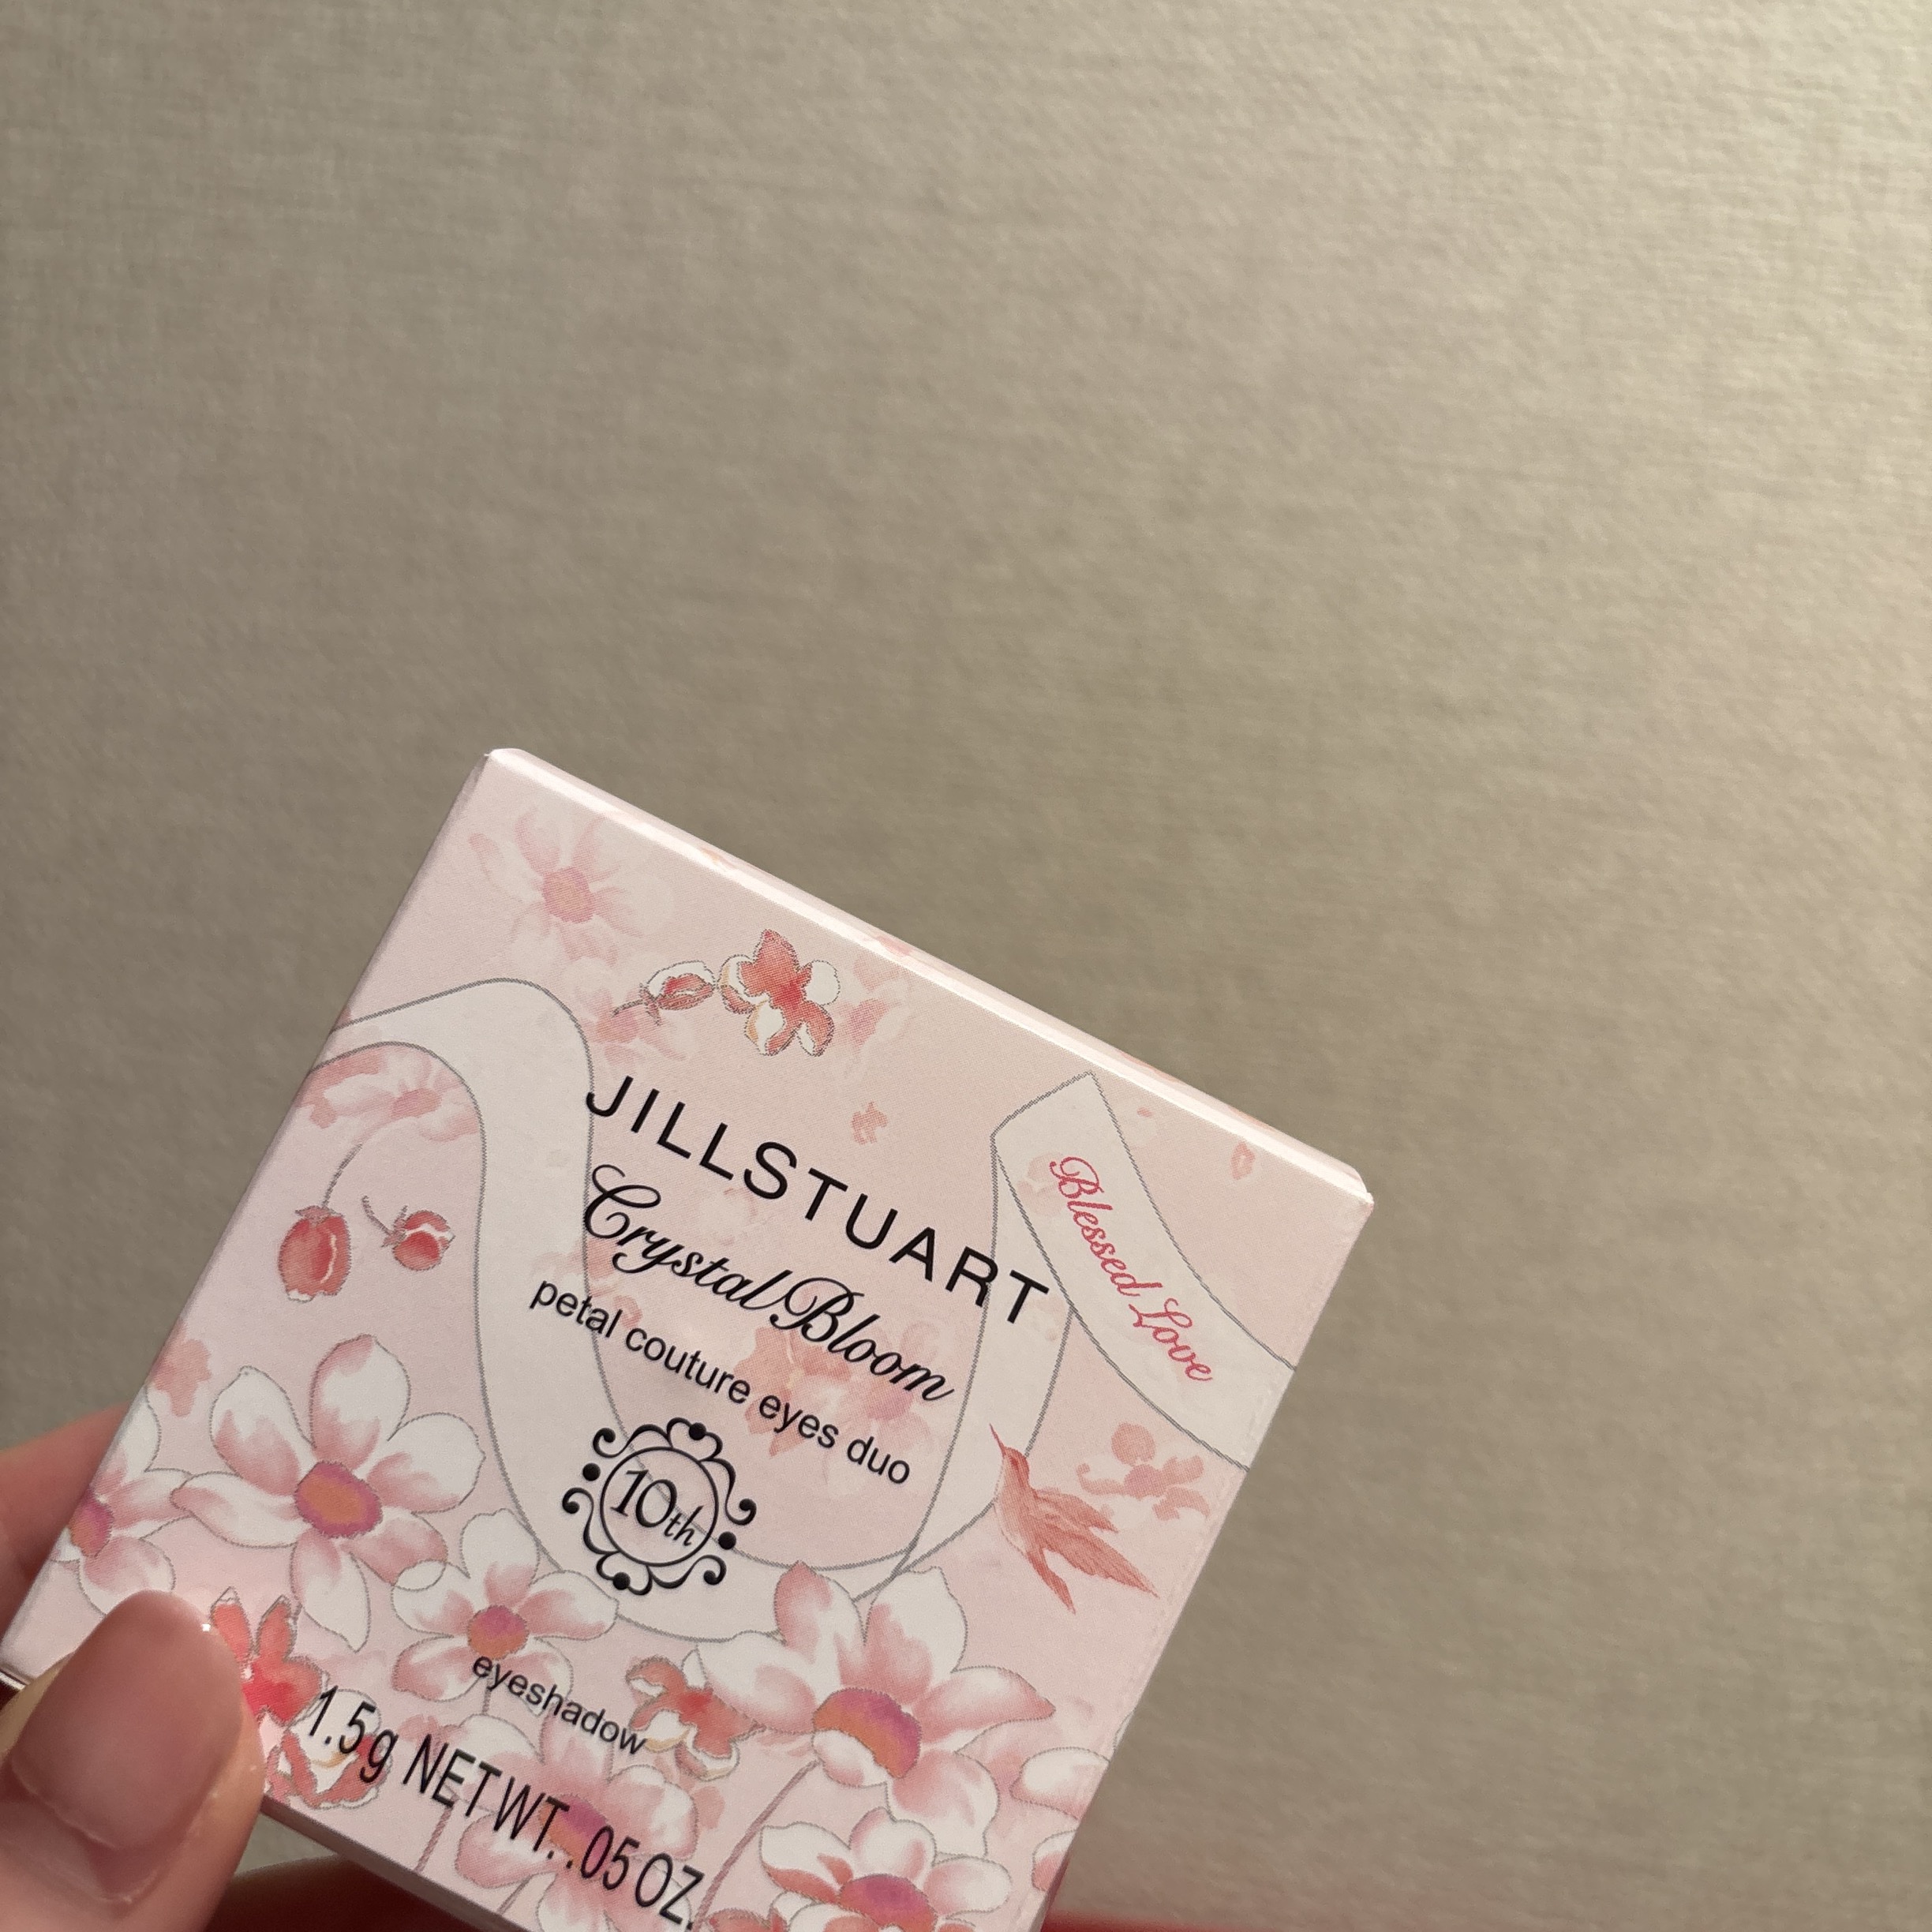 JILLSTUART
Crystal Bloom
petal couture eyes duo
10th
Blessed Love
eyeshadow
1.5g NET WT. .05 OZ.